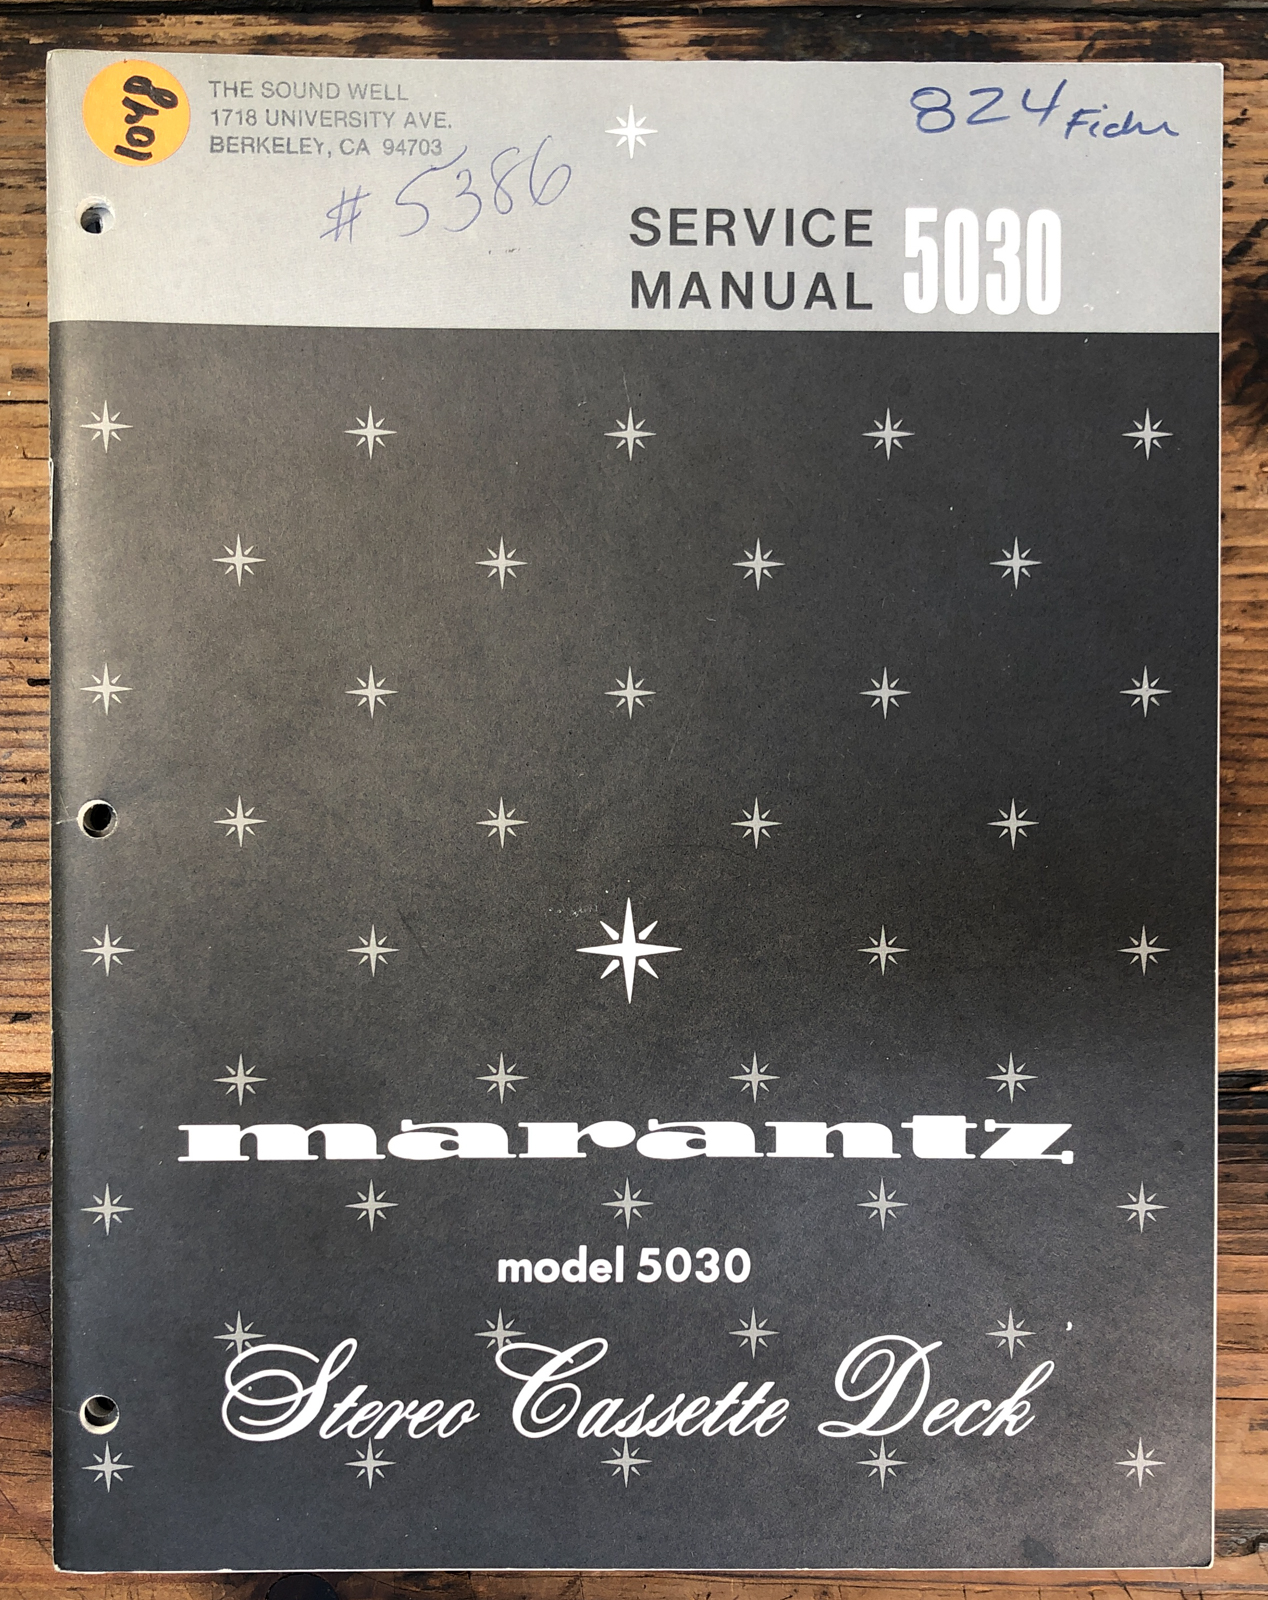 1048
THE SOUND WELL
1718 UNIVERSITY AVE.
BERKELEY, CA 94703
# 5386
824 Fiche
SERVICE
MANUAL 5030
marantz
model 5030
Stereo Cassette Deck